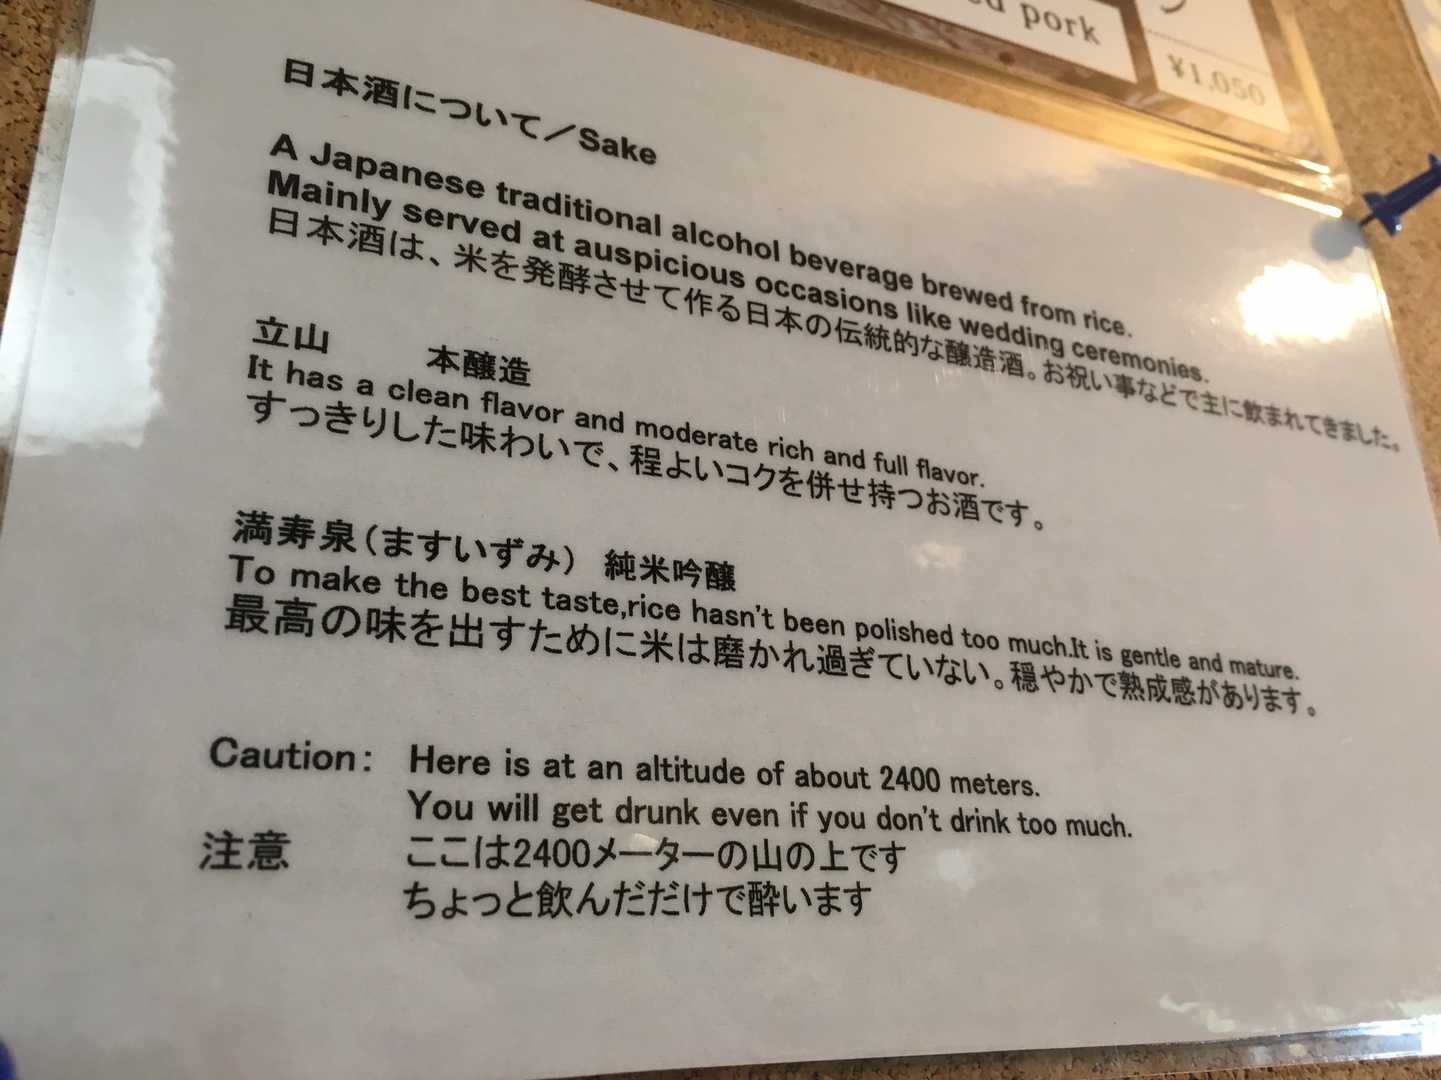 ed pork
¥1,050
日本酒について／Sake
A Japanese traditional alcohol beverage brewed from rice.
Mainly served at auspicious occasions like wedding ceremonies.
日本酒は、米を発酵させて作る日本の伝統的な醸造酒。お祝い事などで主に飲まれてきました。
立山　　本醸造
It has a clean flavor and moderate rich and full flavor.
すっきりした味わいで、程よいコクを併せ持つお酒です。
満寿泉（ますいずみ）　純米吟醸
To make the best taste,rice hasn't been polished too much.It is gentle and mature.
最高の味を出すために米は磨かれ過ぎていない。穏やかで熟成感があります。
Caution: Here is at an altitude of about 2400 meters.
You will get drunk even if you don't drink too much.
注意　ここは2400メーターの山の上です
ちょっと飲んだだけで酔います